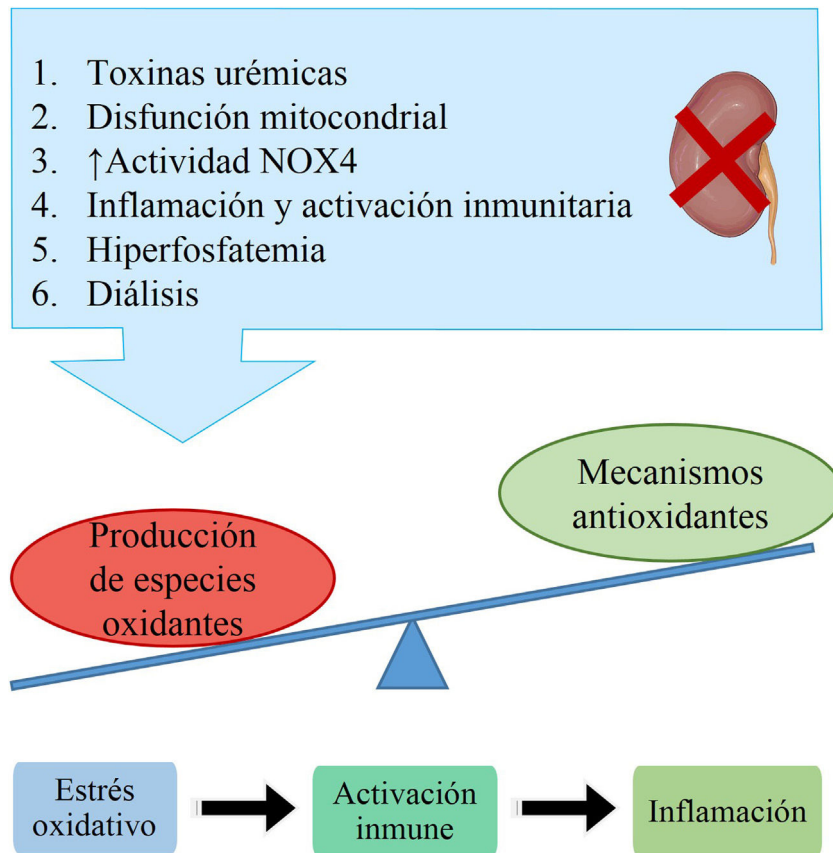 1. Toxinas urémicas
2. Disfunción mitocondrial
3. ↑Actividad NOX4
4. Inflamación y activación inmunitaria
5. Hiperfosfatemia
6. Diálisis
Mecanismos
antioxidantes
Producción
de especies
oxidantes
Estrés
oxidativo
Activación
inmune
Inflamación